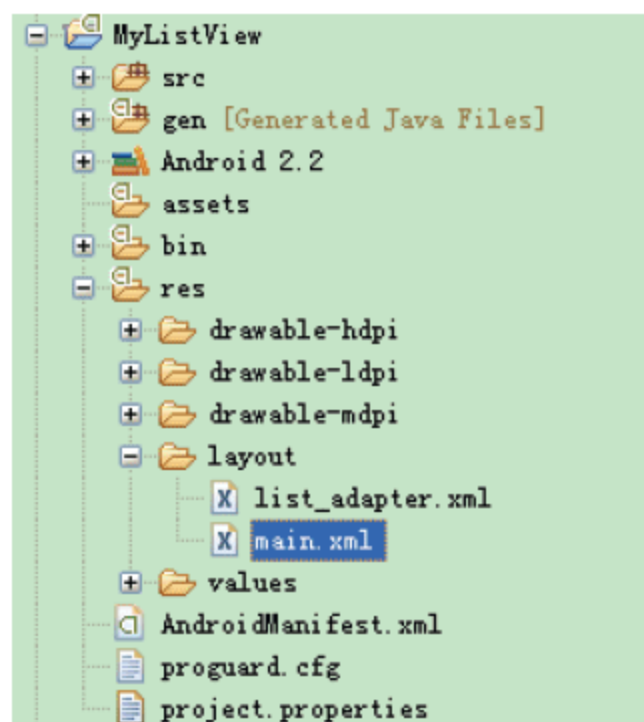 MyListView
src
gen [Generated Java Files]
Android 2.2
assets
bin
res
drawable-hdpi
drawable-ldpi
drawable-mdpi
layout
list_adapter.xml
main.xml
values
AndroidManifest.xml
proguard.cfg
project.properties